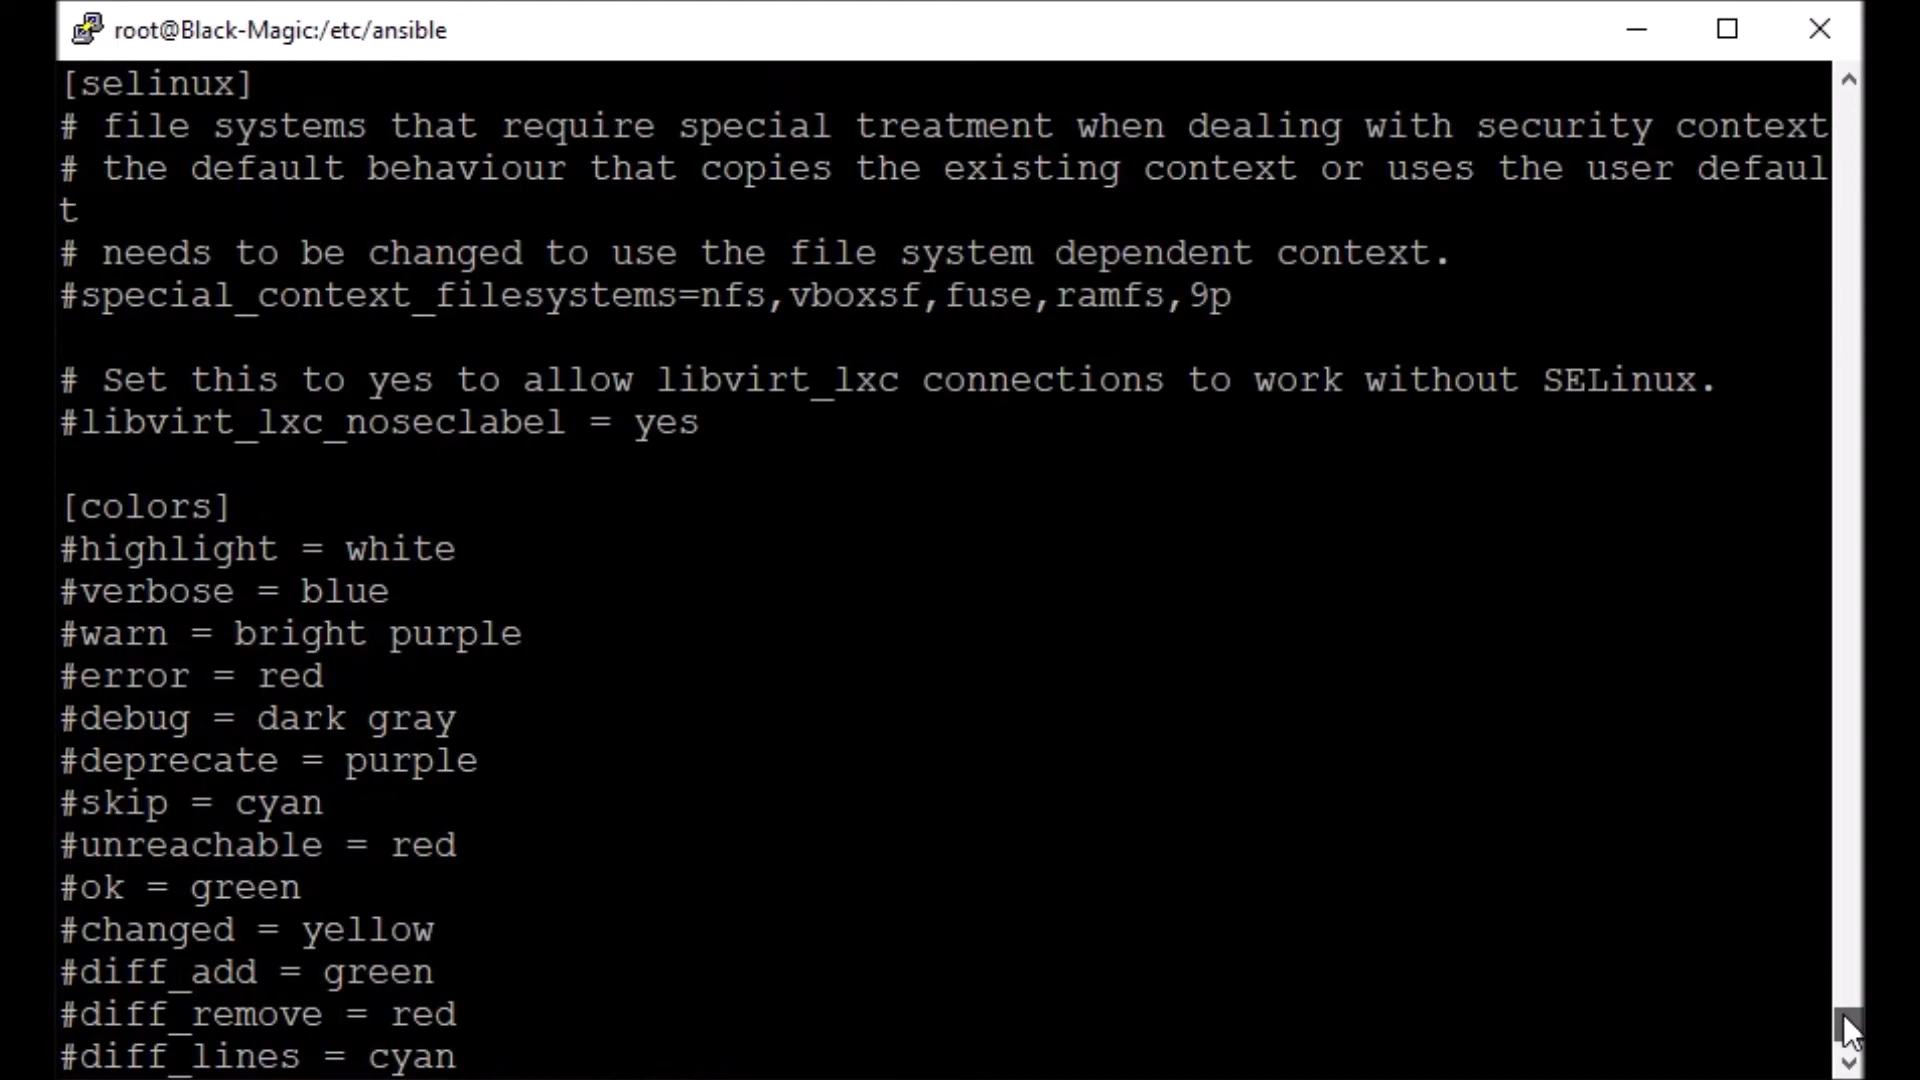 root@Black-Magic:/etc/ansible
[selinux]
# file systems that require special treatment when dealing with security context
# the default behaviour that copies the existing context or uses the user defaul
t
# needs to be changed to use the file system dependent context.
#special_context_filesystems=nfs,vboxsf,fuse,ramfs,9p
# Set this to yes to allow libvirt_lxc connections to work without SELinux.
#libvirt_lxc_noseclabel = yes
[colors]
#highlight = white
#verbose = blue
#warn = bright purple
#error = red
#debug = dark gray
#deprecate = purple
#skip = cyan
#unreachable = red
#ok = green
#changed = yellow
#diff_add = green
#diff_remove = red
#diff_lines = cyan